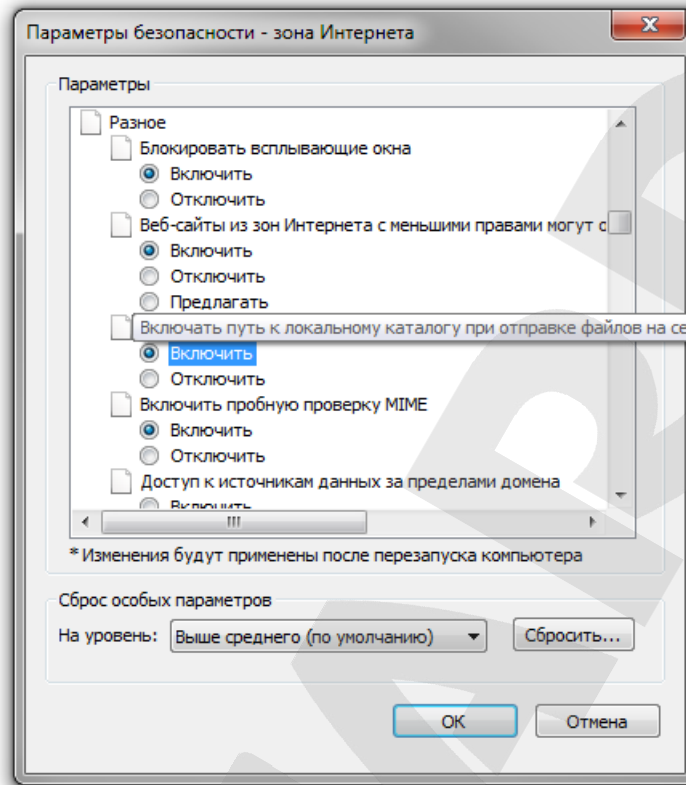 Параметры безопасности - зона Интернета
Параметры
Разное
Блокировать всплывающие окна
Включить
Отключить
Веб-сайты из зон Интернета с меньшими правами могут
Включить
Отключить
Предлагать
Включать путь к локальному каталогу при отправке файлов на
Включить
Отключить
Включить пробную проверку MIME
Включить
Отключить
Доступ к источникам данных за пределами домена
Включить
* Изменения будут применены после перезапуска компьютера
Сброс особых параметров
На уровень: Выше среднего (по умолчанию) Сбросить...
ОК Отмена